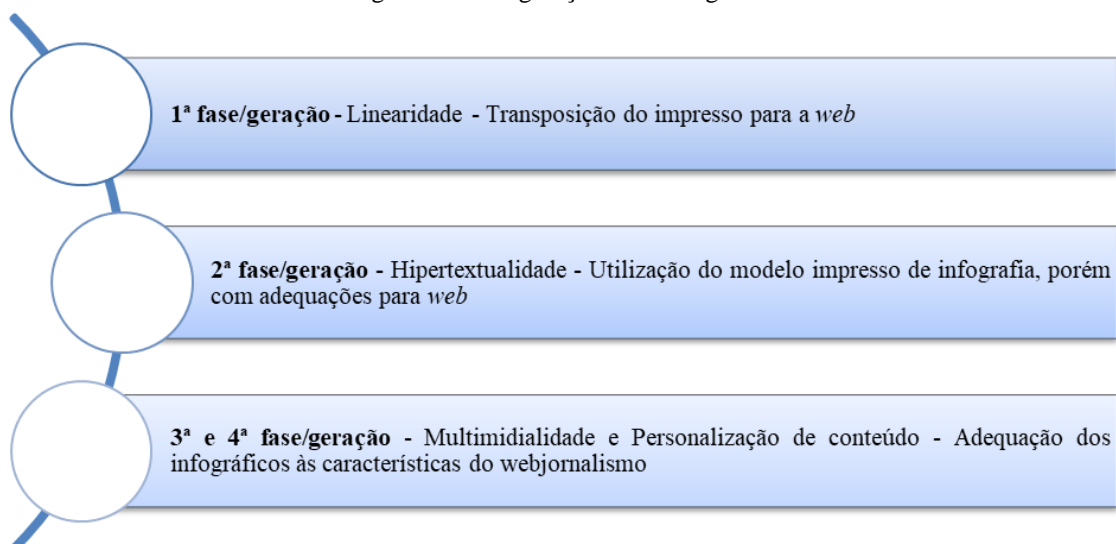 1ª fase/geração - Linearidade - Transposição do impresso para a web
2ª fase/geração - Hipertextualidade - Utilização do modelo impresso de infografia, porém
com adequações para web
3ª e 4ª fase/geração - Multimidialidade e Personalização de conteúdo - Adequação dos
infográficos às características do webjornalismo